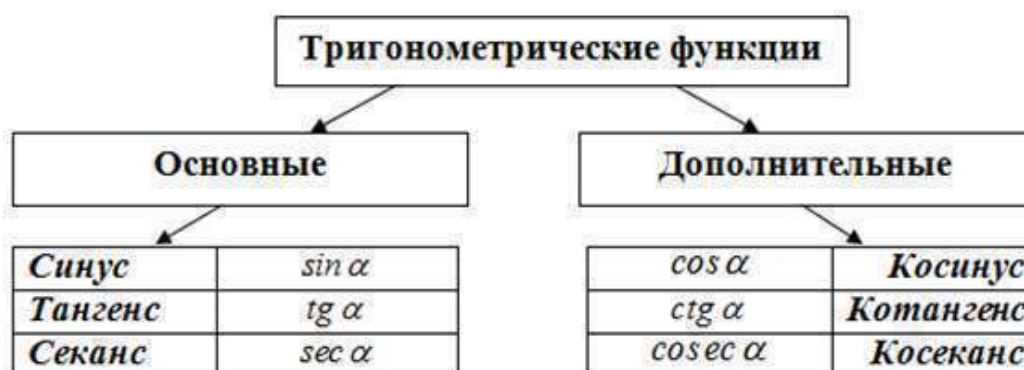 Тригонометрические функции
Основные
Дополнительные
Синус sin α
Тангенс tg α
Секанс sec α
cos α Косинус
ctg α Котангенс
cosec α Косеканс